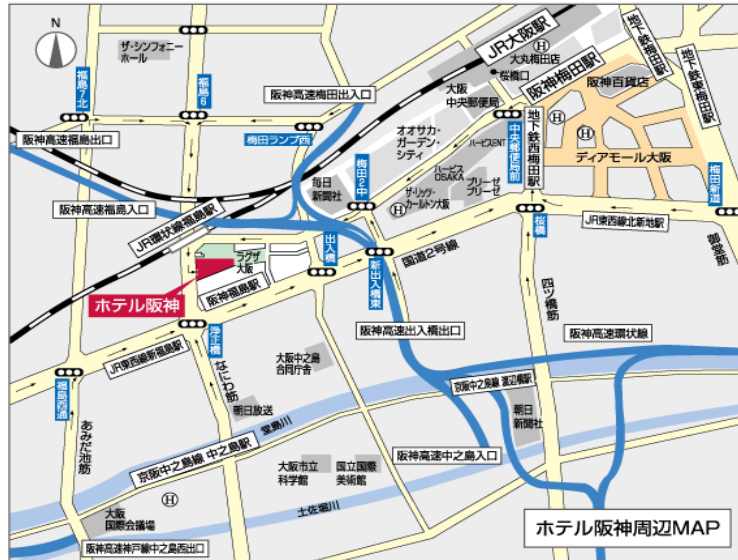 N
ザ・シンフォニー
ホール
福島7北
福島6
阪神高速梅田出入口
JR大阪駅
大丸梅田店
桜橋口
阪神梅田駅
地下鉄梅田駅
地下鉄東梅田駅
大阪
中央郵便局
阪神百貨店
阪神高速福島出口
梅田ランプ西
オオサカ・
ガーデン・
シティ
ハービスENT
中央郵便局前
地下鉄西梅田駅
ディアモール大阪
毎日
新聞社
梅田2中
ハービス
OSAKA
ブリーゼ
ブリーゼ
ザ・リッツ・
カールトン大阪
梅田新道
阪神高速福島入口
JR環状線福島駅
JR東西線北新地駅
桜橋
御堂筋
ラグザ
大阪
出入橋
新出入橋東
国道2号線
ホテル阪神
阪神福島駅
四ツ橋筋
浄正橋
JR東西線新福島駅
なにわ筋
阪神高速出入橋出口
阪神高速環状線
大阪中之島
合同庁舎
福島西通
京阪中之島線 渡辺橋駅
朝日放送
堂島川
朝日
新聞社
あみだ池筋
京阪中之島線 中之島駅
阪神高速中之島入口
大阪市立
科学館
国立国際
美術館
大阪
国際会議場
土佐堀川
ホテル阪神周辺MAP
阪神高速神戸線中之島西出口
H
H
H
H
H